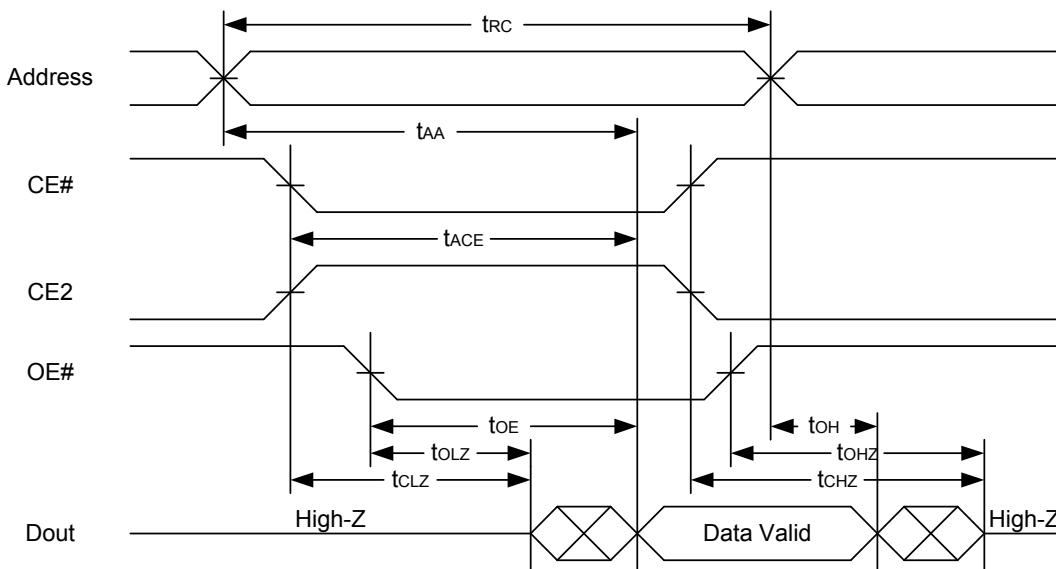 tRC
Address
tAA
CE#
tACE
CE2
OE#
tOE
tOH
tOLZ
tOHZ
tCLZ
tCHZ
High-Z
High-Z
Dout
Data Valid